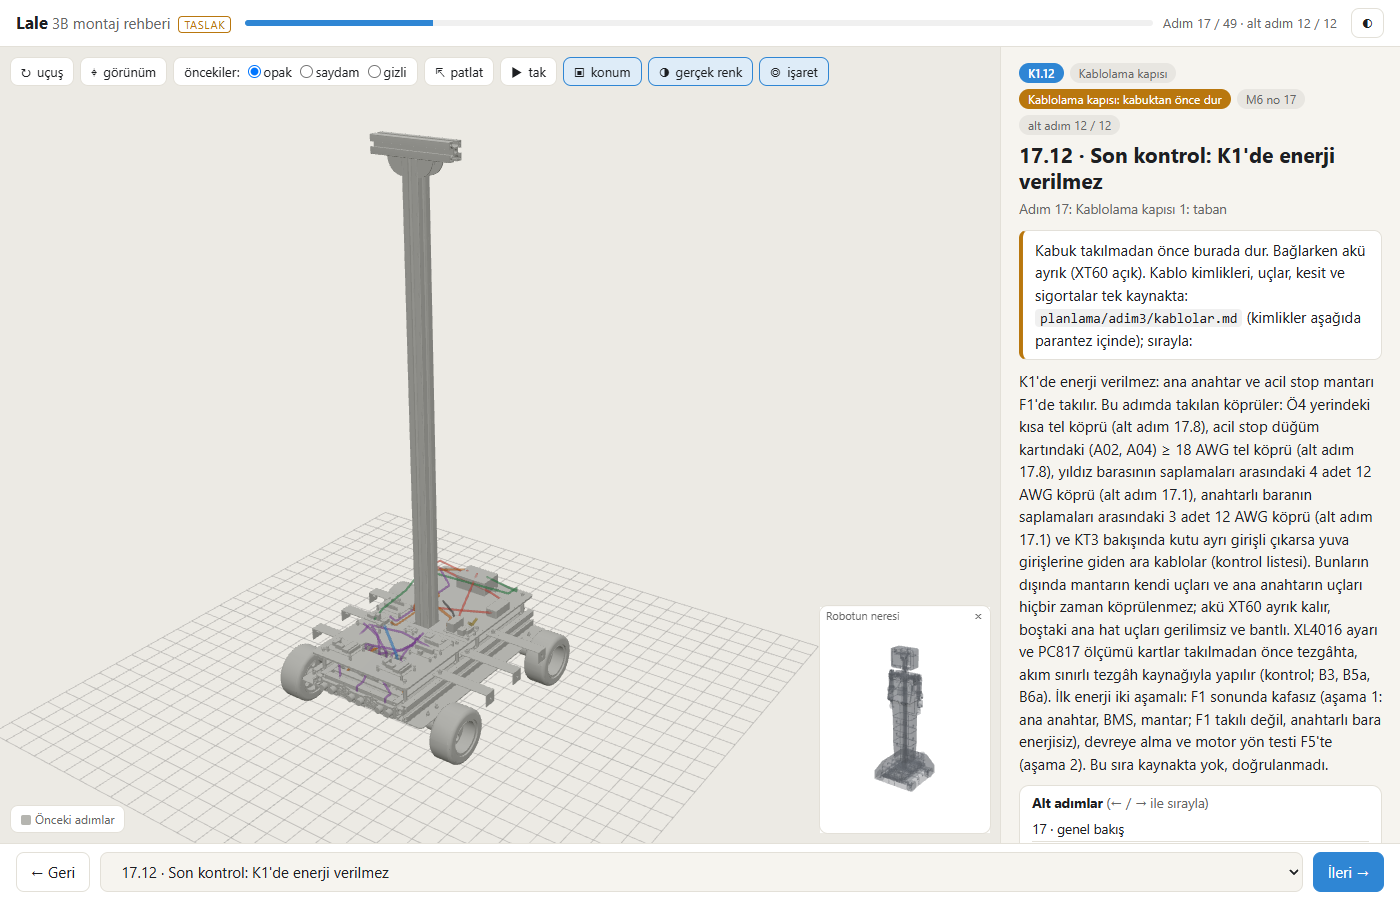 Lale 3B montaj rehberi TASLAK
Adım 17 / 49 · alt adım 12 / 12
↻ uçuş
⌖ görünüm
öncekiler: opak saydam gizli
⇱ patlat
▶ tak
▣ konum
◑ gerçek renk
◎ işaret
K1.12 Kablolama kapısı
Kablolama kapısı: kabuktan önce dur M6 no 17
alt adım 12 / 12
17.12 · Son kontrol: K1'de enerji
verilmez
Adım 17: Kablolama kapısı 1: taban
Kabuk takılmadan önce burada dur. Bağlarken akü
ayrık (XT60 açık). Kablo kimlikleri, uçlar, kesit ve
sigortalar tek kaynakta:
planlama/adim3/kablolar.md (kimlikler aşağıda
parantez içinde); sırayla:
K1'de enerji verilmez: ana anahtar ve acil stop mantarı
F1'de takılır. Bu adımda takılan köprüler: Ö4 yerindeki
kısa tel köprü (alt adım 17.8), acil stop düğüm
kartındaki (A02, A04) ≥ 18 AWG tel köprü (alt adım
17.8), yıldız barasının saplamaları arasındaki 4 adet 12
AWG köprü (alt adım 17.1), anahtarlı baranın
saplamaları arasındaki 3 adet 12 AWG köprü (alt adım
17.1) ve KT3 bakışında kutu ayrı girişli çıkarsa yuva
girişlerine giden ara kablolar (kontrol listesi). Bunların
dışında mantarın kendi uçları ve ana anahtarın uçları
hiçbir zaman köprülenmez; akü XT60 ayrık kalır,
boştaki ana hat uçları gerilimsiz ve bantlı. XL4016 ayarı
ve PC817 ölçümü kartlar takılmadan önce tezgâhta,
akım sınırlı tezgâh kaynağıyla yapılır (kontrol; B3, B5a,
B6a). İlk enerji iki aşamalı: F1 sonunda kafasız (aşama 1:
ana anahtar, BMS, mantar; F1 takılı değil, anahtarlı bara
enerjisiz), devreye alma ve motor yön testi F5'te
(aşama 2). Bu sıra kaynakta yok, doğrulanmadı.
Alt adımlar (← / → ile sırayla)
17 · genel bakış
Robotun neresi ×
Önceki adımlar
← Geri
17.12 · Son kontrol: K1'de enerji verilmez
İleri →